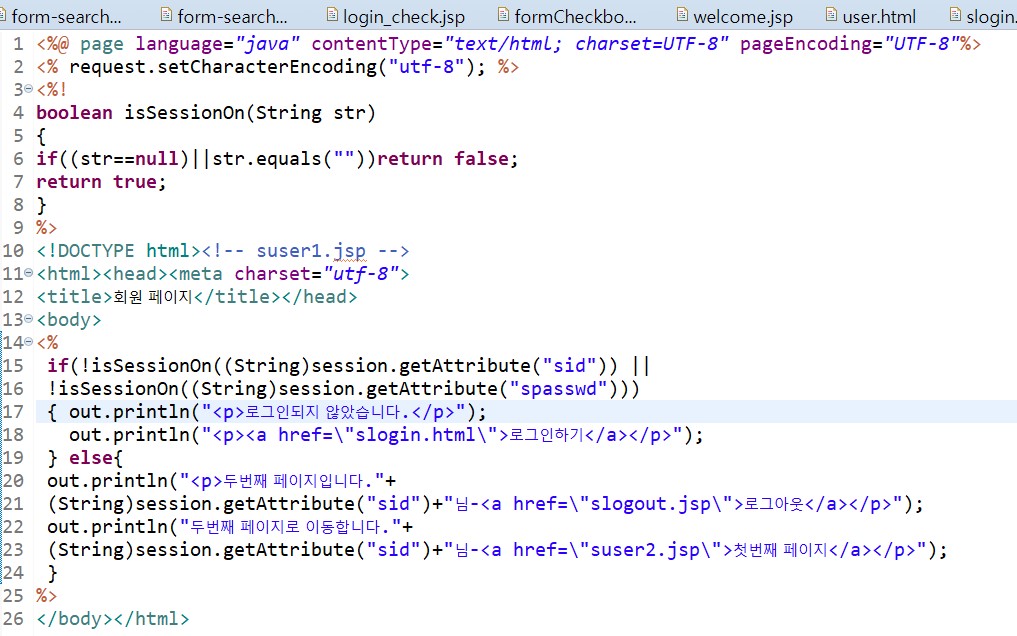 form-search... form-search... login_check.jsp formCheckbo... welcome.jsp user.html slogin.
1 <%@ page language="java" contentType="text/html; charset=UTF-8" pageEncoding="UTF-8"%>
2 <% request.setCharacterEncoding("utf-8"); %>
3 <%!
4 boolean isSessionOn(String str)
5 {
6 if((str==null)||str.equals(""))return false;
7 return true;
8 }
9 %>
10 <!DOCTYPE html><!-- suser1.jsp -->
11 <html><head><meta charset="utf-8">
12 <title>회원 페이지</title></head>
13 <body>
14 <%
15 if(!isSessionOn((String)session.getAttribute("sid")) ||
16 !isSessionOn((String)session.getAttribute("spasswd")))
17 { out.println("<p>로그인되지 않았습니다.</p>");
18 out.println("<p><a href=\"slogin.html\">로그인하기</a></p>");
19 } else{
20 out.println("<p>두번째 페이지입니다."+
21 (String)session.getAttribute("sid")+"님-<a href=\"slogout.jsp\">로그아웃</a></p>");
22 out.println("두번째 페이지로 이동합니다."+
23 (String)session.getAttribute("sid")+"님-<a href=\"suser2.jsp\">첫번째 페이지</a></p>");
24 }
25 %>
26 </body></html>